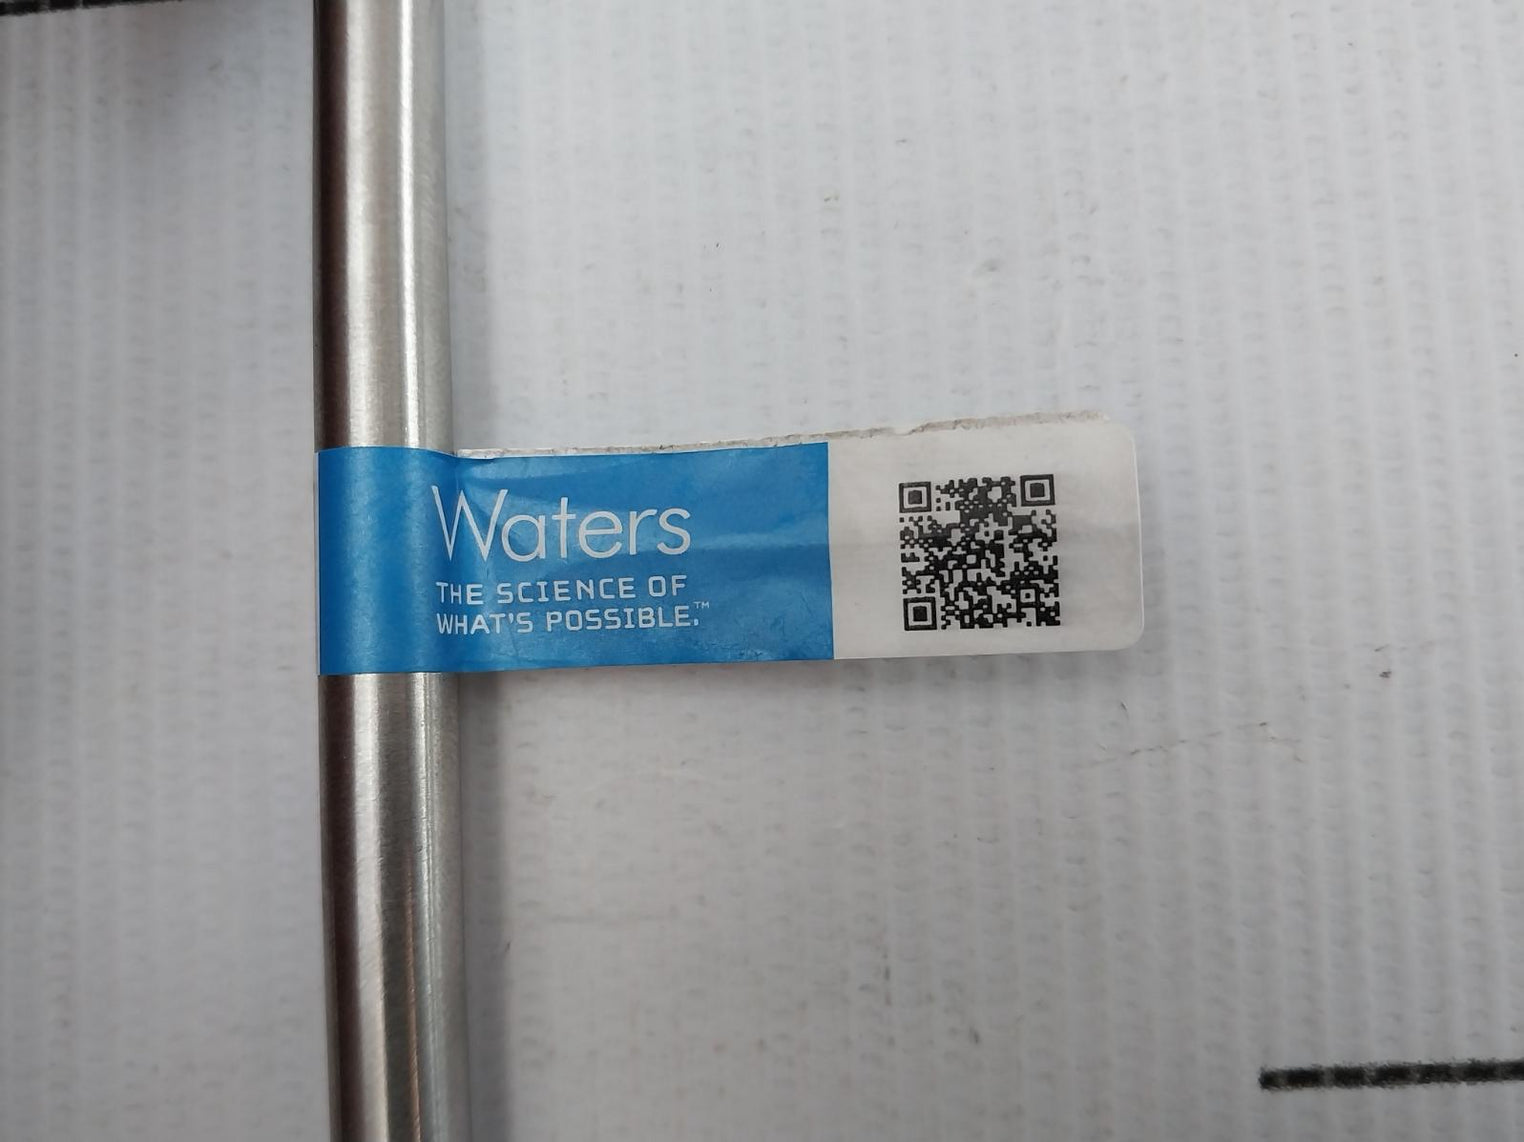 Waters
THE SCIENCE OF
WHAT'S POSSIBLE.™